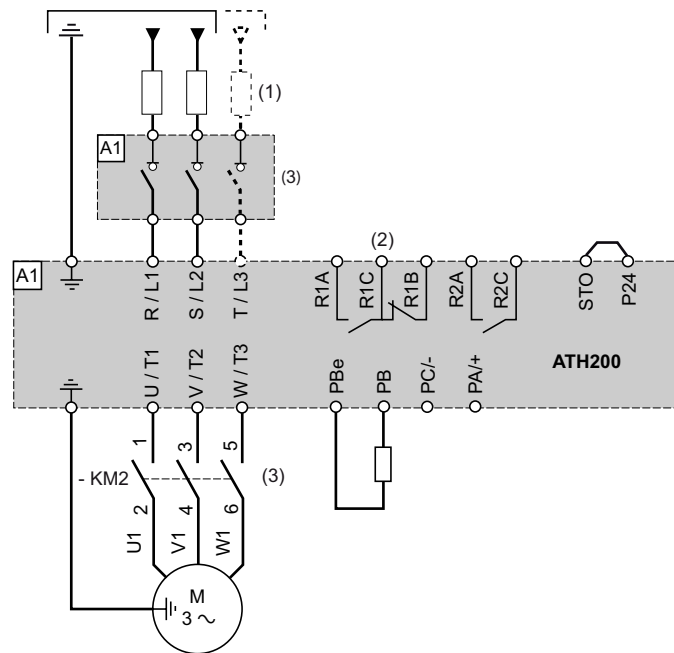 (1)
A1
(3)
(2)
A1
R / L1
S / L2
T / L3
R1A
R1C
R1B
R2A
R2C
STO
P24
ATH200
U / T1
V / T2
W / T3
PBe
PB
PC/-
PA/+
1
3
5
- KM2
(3)
2
4
6
U1
V1
W1
M
3 ~